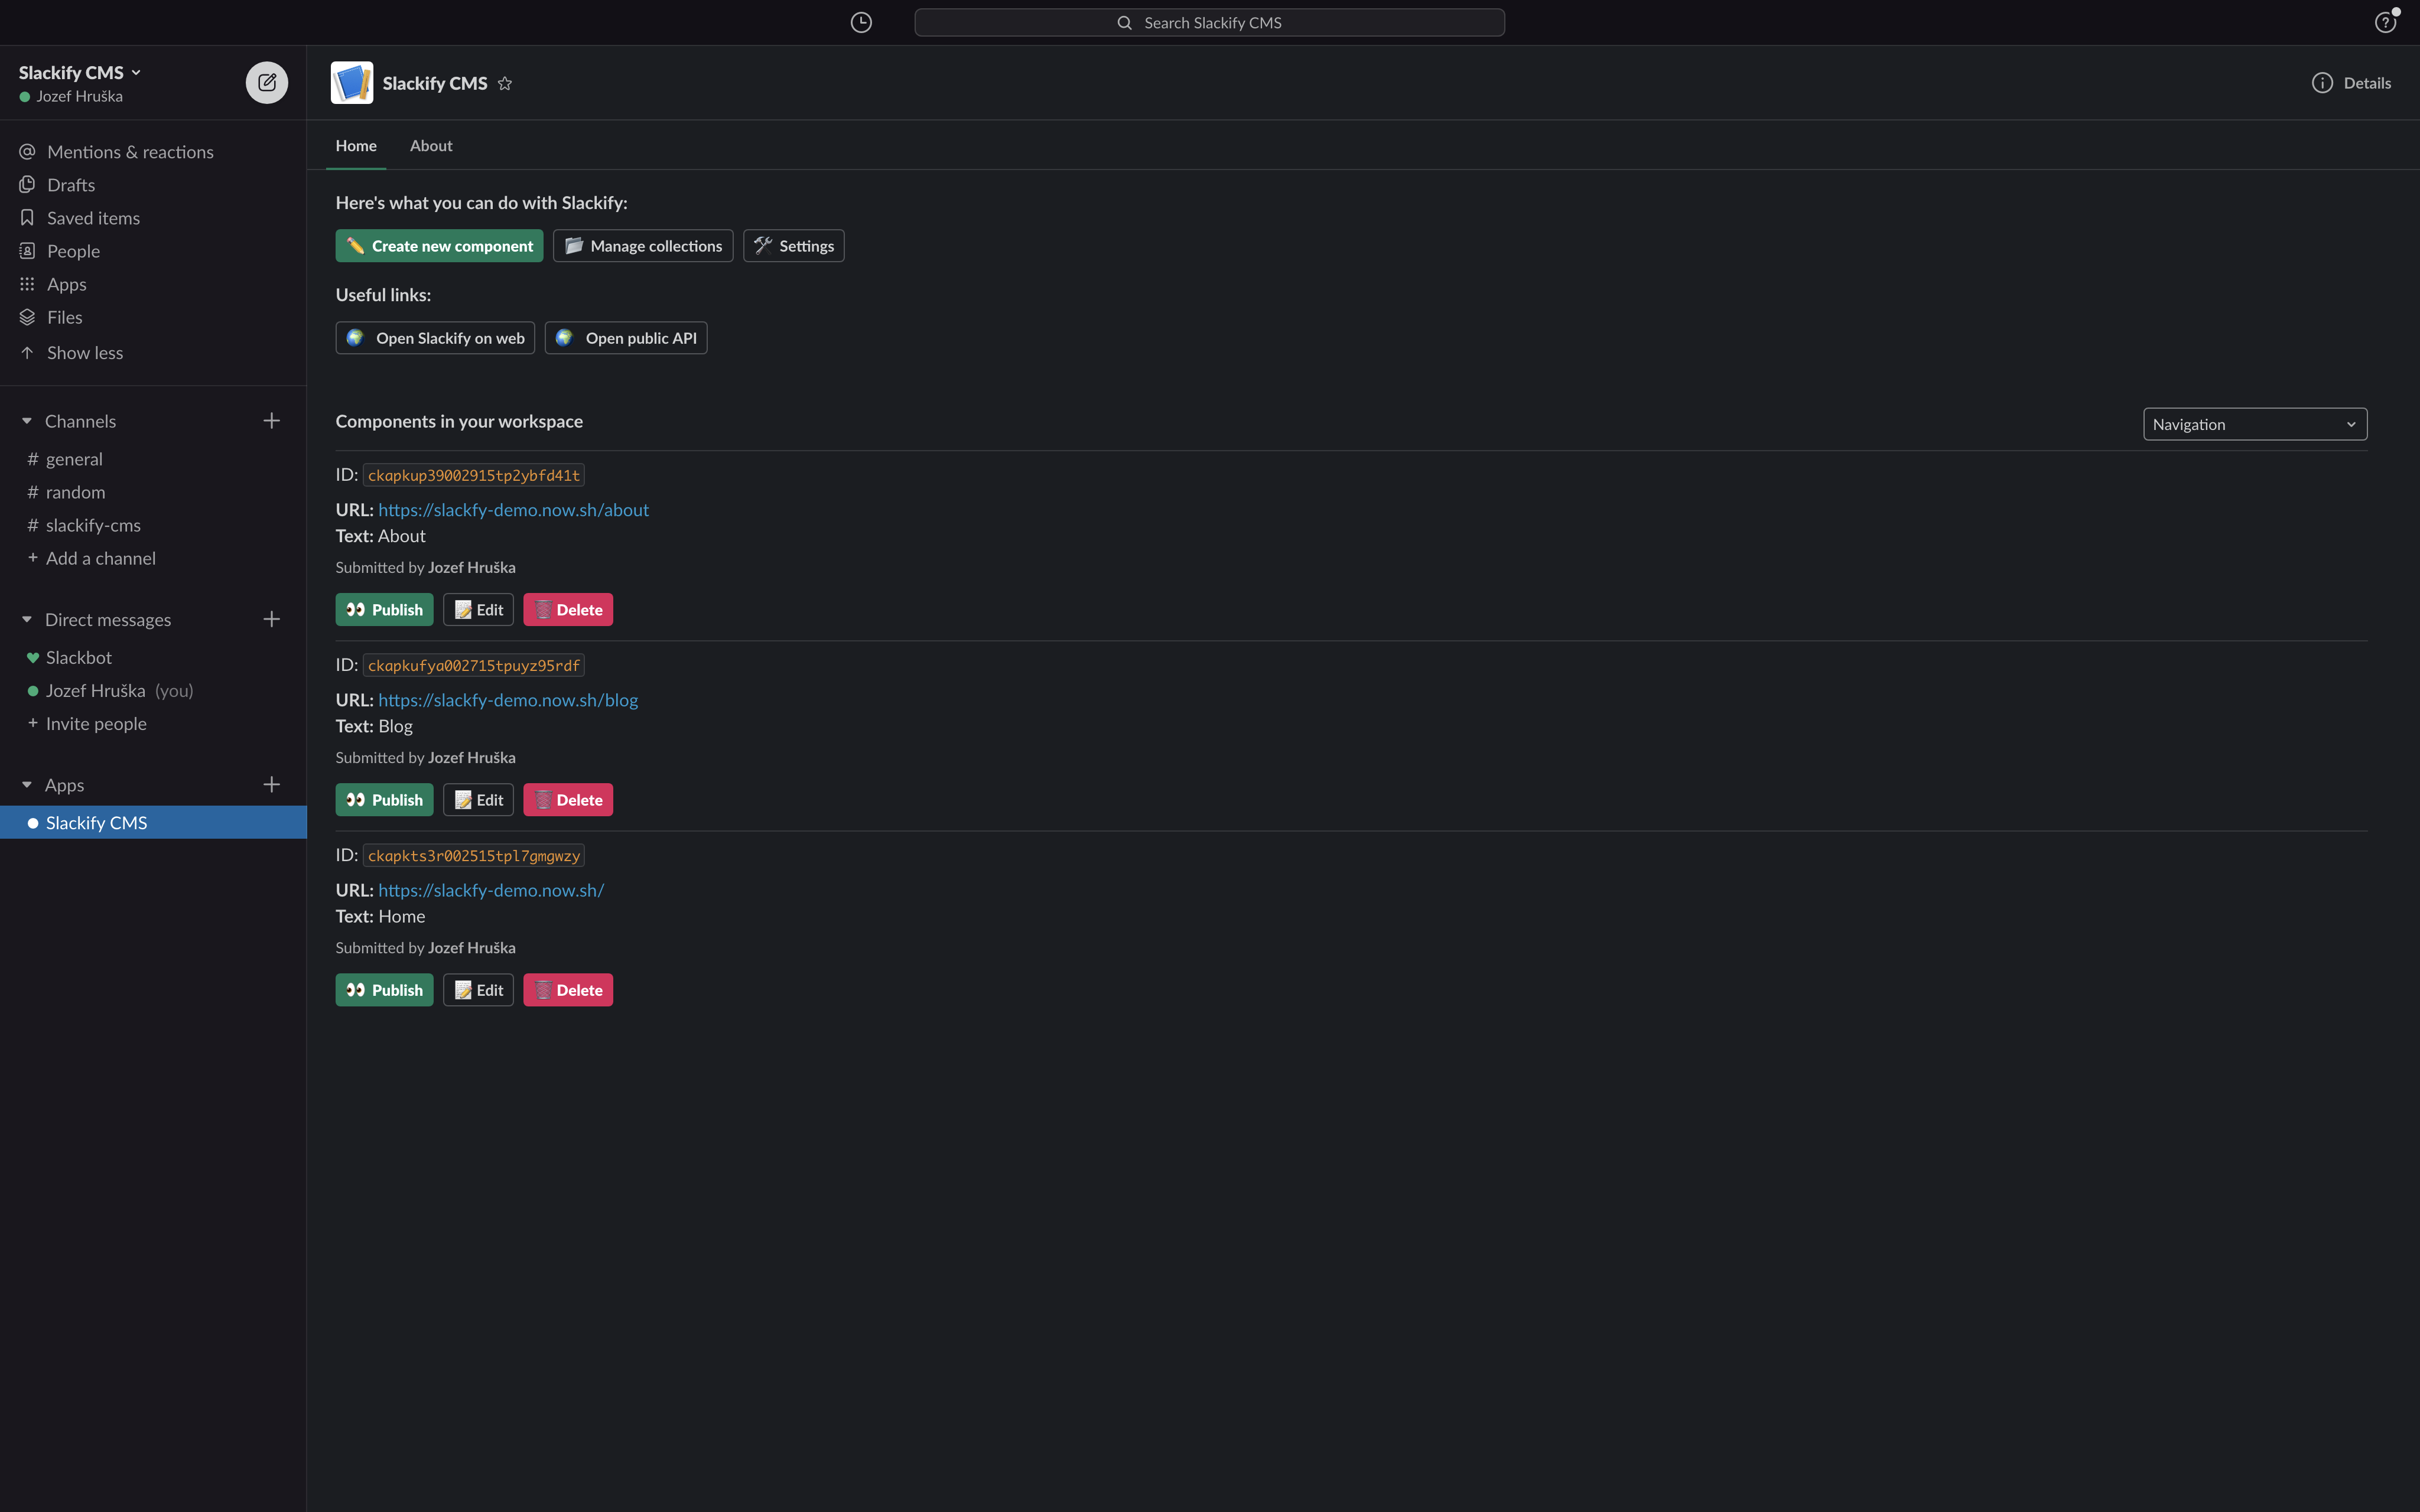 Search Slackify CMS
Slackify CMS
Jozef Hruška
Mentions & reactions
Drafts
Saved items
People
Apps
Files
Show less
Channels
# general
# random
# slackify-cms
+ Add a channel
Direct messages
Slackbot
Jozef Hruška (you)
+ Invite people
Apps
Slackify CMS
Slackify CMS
Details
Home About
Here's what you can do with Slackify:
Create new component Manage collections Settings
Useful links:
Open Slackify on web Open public API
Components in your workspace Navigation
ID: ckapkup39002915tp2ybfd41t
URL: https://slackfy-demo.now.sh/about
Text: About
Submitted by Jozef Hruška
Publish Edit Delete
ID: ckapkufya002715tpuyz95rdf
URL: https://slackfy-demo.now.sh/blog
Text: Blog
Submitted by Jozef Hruška
Publish Edit Delete
ID: ckapkts3r002515tpl7gmgwzy
URL: https://slackfy-demo.now.sh/
Text: Home
Submitted by Jozef Hruška
Publish Edit Delete